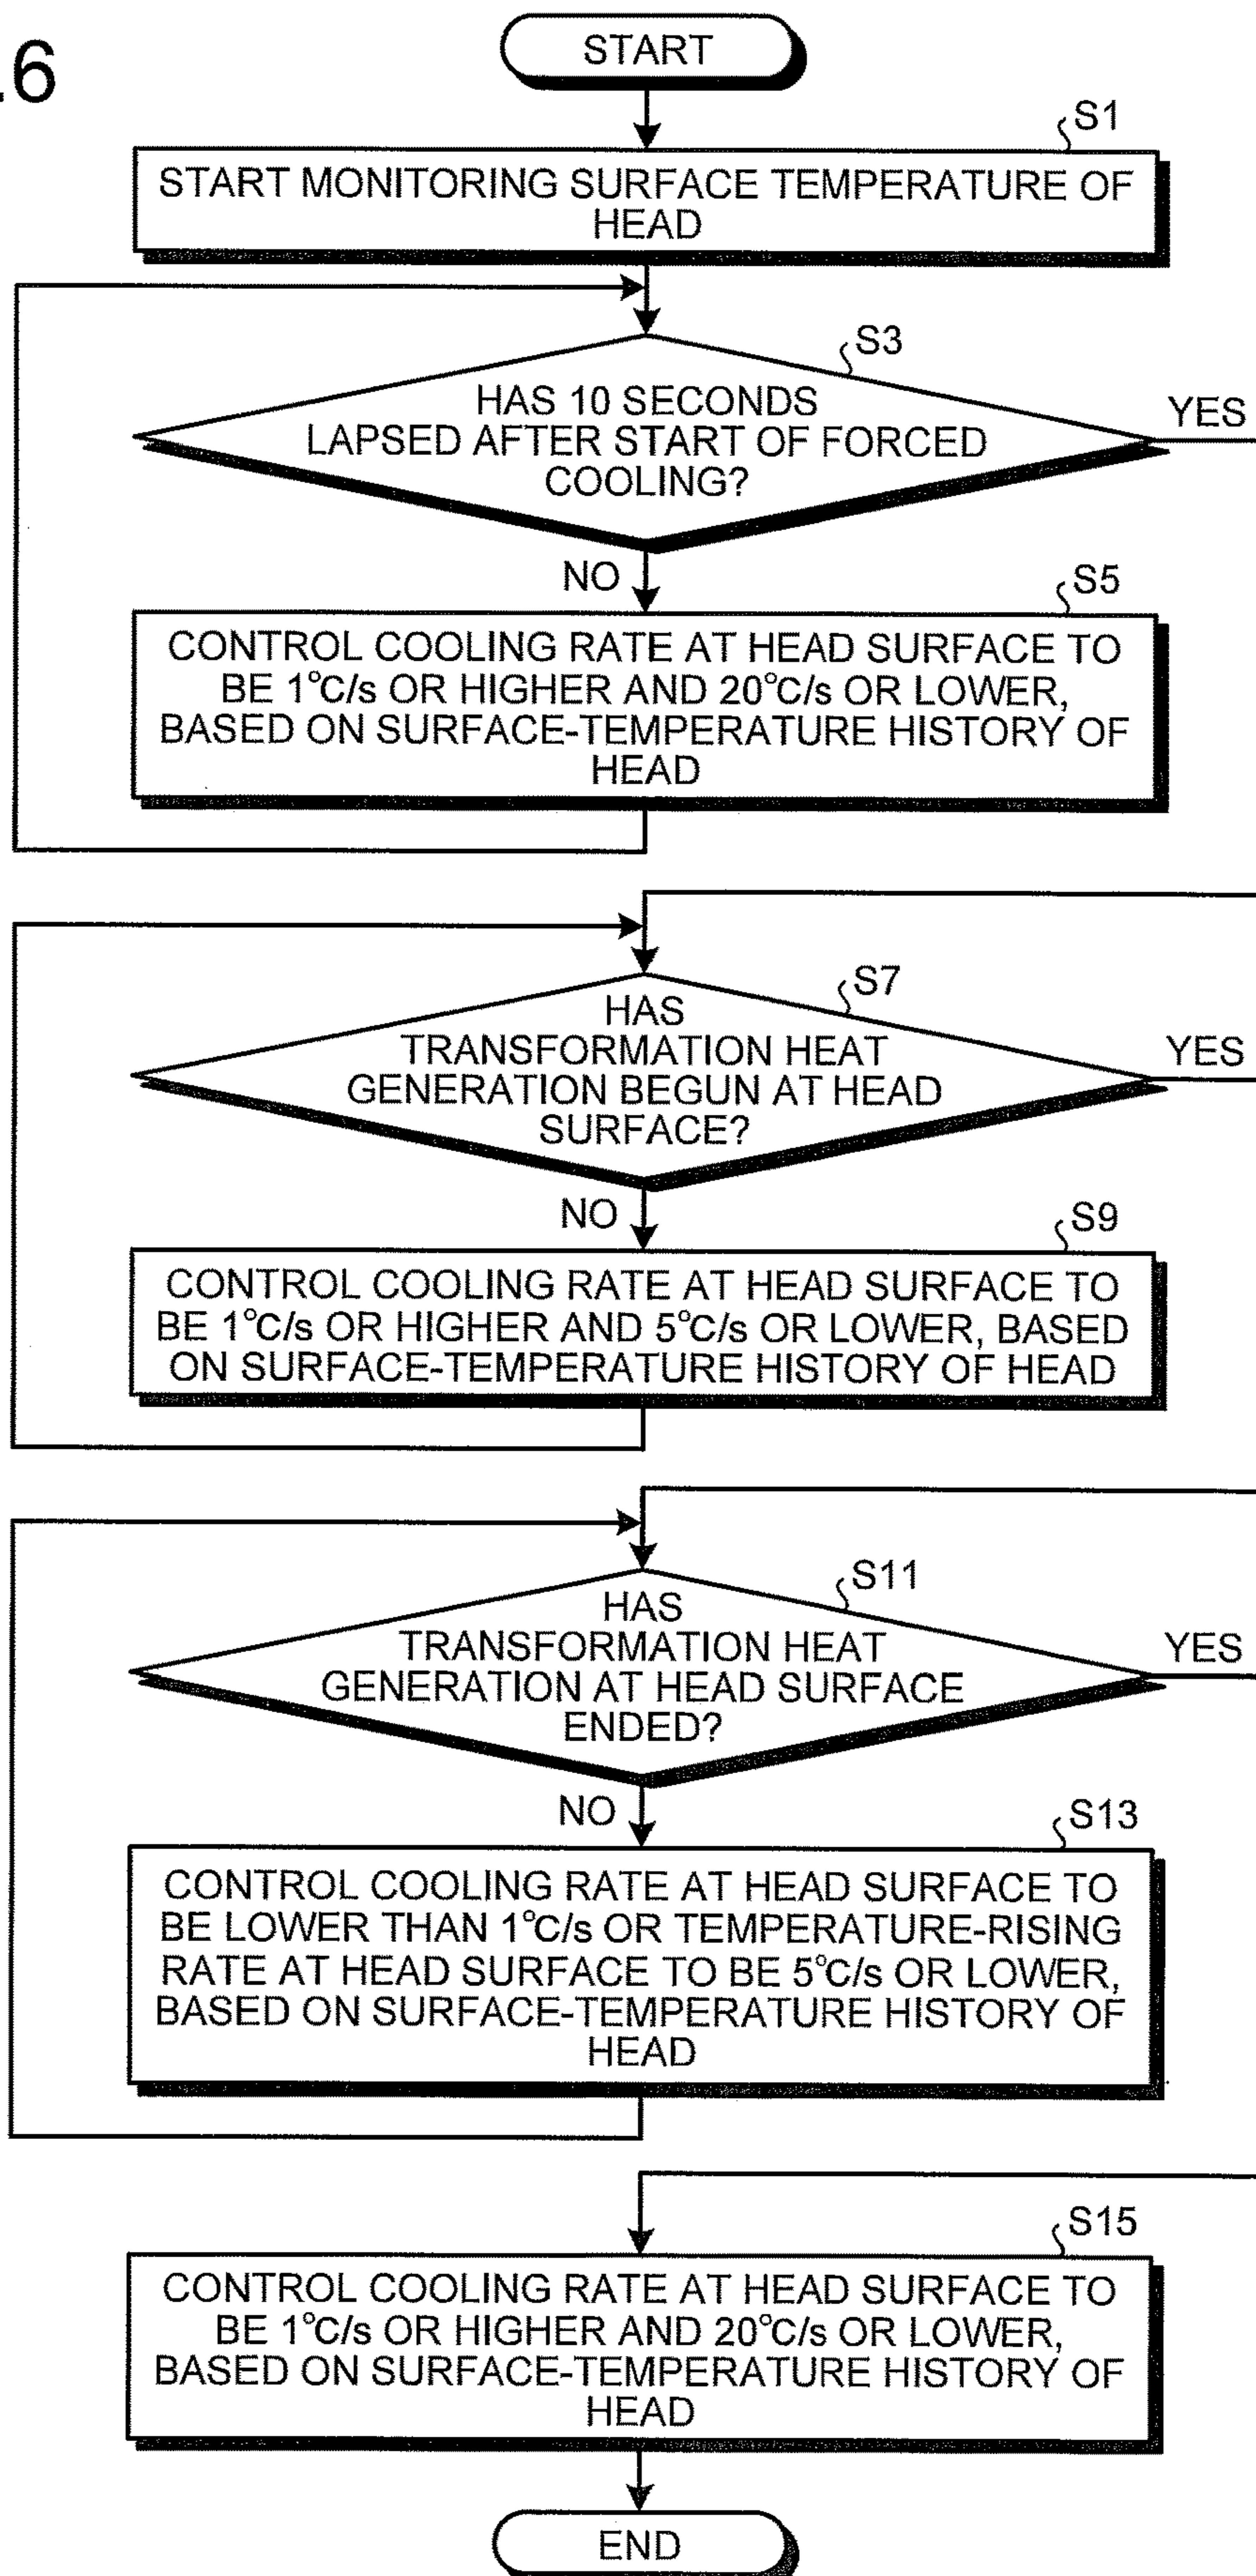 .6
START
S1
START MONITORING SURFACE TEMPERATURE OF
HEAD
S3
HAS 10 SECONDS
LAPSED AFTER START OF FORCED
COOLING?
YES
NO
S5
CONTROL COOLING RATE AT HEAD SURFACE TO
BE 1°C/s OR HIGHER AND 20°C/s OR LOWER,
BASED ON SURFACE-TEMPERATURE HISTORY OF
HEAD
S7
HAS
TRANSFORMATION HEAT
GENERATION BEGUN AT HEAD
SURFACE?
YES
NO
S9
CONTROL COOLING RATE AT HEAD SURFACE TO
BE 1°C/s OR HIGHER AND 5°C/s OR LOWER, BASED
ON SURFACE-TEMPERATURE HISTORY OF HEAD
S11
HAS
TRANSFORMATION HEAT
GENERATION AT HEAD SURFACE
ENDED?
YES
NO
S13
CONTROL COOLING RATE AT HEAD SURFACE TO
BE LOWER THAN 1°C/s OR TEMPERATURE-RISING
RATE AT HEAD SURFACE TO BE 5°C/s OR LOWER,
BASED ON SURFACE-TEMPERATURE HISTORY OF
HEAD
S15
CONTROL COOLING RATE AT HEAD SURFACE TO
BE 1°C/s OR HIGHER AND 20°C/s OR LOWER,
BASED ON SURFACE-TEMPERATURE HISTORY OF
HEAD
END